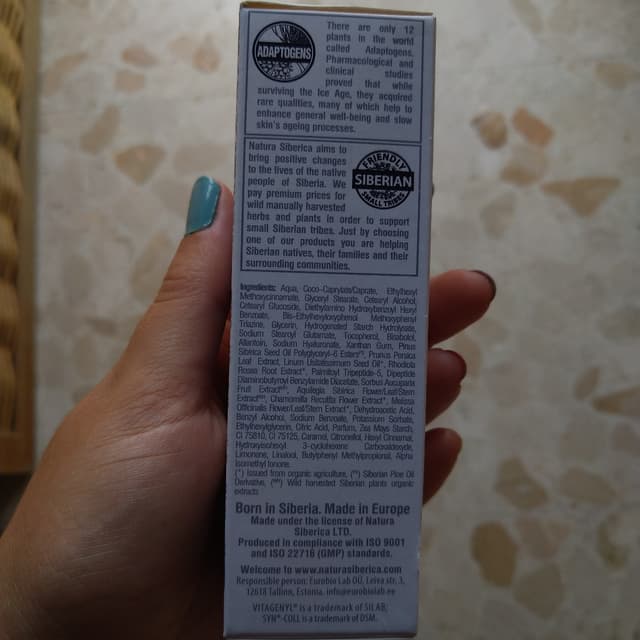 ADAPTOGENS
There are only 12
plants in the world
called Adaptogens.
Pharmacological and
clinical studies
proved that while
surviving the Ice Age, they acquired
rare qualities, many of which help to
enhance general well-being and slow
skin's ageing processes.
Natura Siberica aims to
bring positive changes
to the lives of the native
people of Siberia. We
pay premium prices for
wild manually harvested
herbs and plants in order to support
small Siberian tribes. Just by choosing
one of our products you are helping
Siberian natives, their families and their
surrounding communities.
FRIENDLY
SIBERIAN
SMALL TRIBES
Ingredients: Aqua, Coco-Caprylate/Caprate, Ethylhexyl
Methoxycinnamate, Glyceryl Stearate, Cetearyl Alcohol,
Cetearyl Glucoside, Diethylamino Hydroxybenzoyl Hexyl
Benzoate, Bis-Ethylhexyloxyphenol Methoxyphenyl
Triazine, Glycerin, Hydrogenated Starch Hydrolysate,
Sodium Stearoyl Glutamate, Tocopherol, Bisabolol,
Allantoin, Sodium Hyaluronate, Xanthan Gum, Pinus
Sibirica Seed Oil Polyglyceryl-6 Esters(**), Prunus Persica
Leaf Extract, Linum Usitatissimum Seed Oil*, Rhodiola
Rosea Root Extract*, Palmitoyl Tripeptide-5, Dipeptide
Diaminobutyroyl Benzylamide Diacetate, Sorbus Aucuparia
Fruit Extract, Aquilegia Sibirica Flower/Leaf/Stem
Extract, Chamomilla Recutita Flower Extract*, Melissa
Officinalis Flower/Leaf/Stem Extract*, Dehydroacetic Acid,
Benzyl Alcohol, Sodium Benzoate, Potassium Sorbate,
Ethylhexylglycerin, Citric Acid, Parfum, Zea Mays Starch,
CI 75810, CI 75125, Caramel, Citronellol, Hexyl Cinnamal,
Hydroxyisohexyl 3-cyclohexene Carboxaldehyde,
Limonene, Linalool, Butylphenyl Methylpropional, Alpha
Isomethyl Ionone.
(*) issued from organic agriculture, (**) Siberian Pine Oil
Derivative, (***) Wild harvested Siberian plants organic
extracts
Born in Siberia. Made in Europe
Made under the license of Natura
Siberica LTD.
Produced in compliance with ISO 9001
and ISO 22716 (GMP) standards.
Welcome to www.naturasiberica.com
Responsible person: Eurobio Lab OÜ, Leiva str. 3,
12618 Tallinn, Estonia. info@eurobiolab.ee
VITAGENYL® is a trademark of SILAB;
SYN®-COLL is a trademark of DSM.